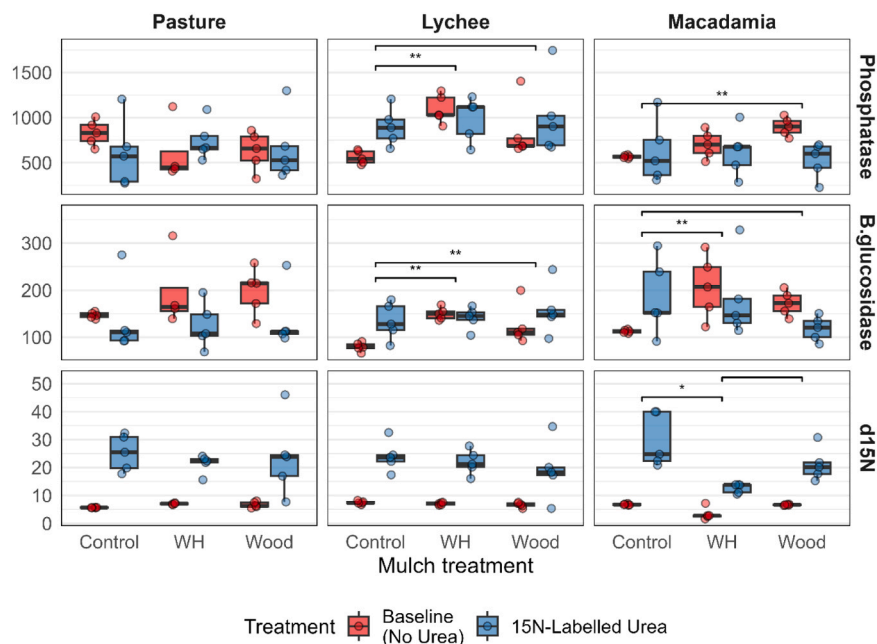 Pasture Lychee Macadamia
Phosphatase
1500
1000
500
**
**
B.glucosidase
300
200
100
**
**
**
d15N
50
40
30
20
10
0
*
Control WH Wood Control WH Wood Control WH Wood
Mulch treatment
Treatment Baseline (No Urea) 15N-Labelled Urea